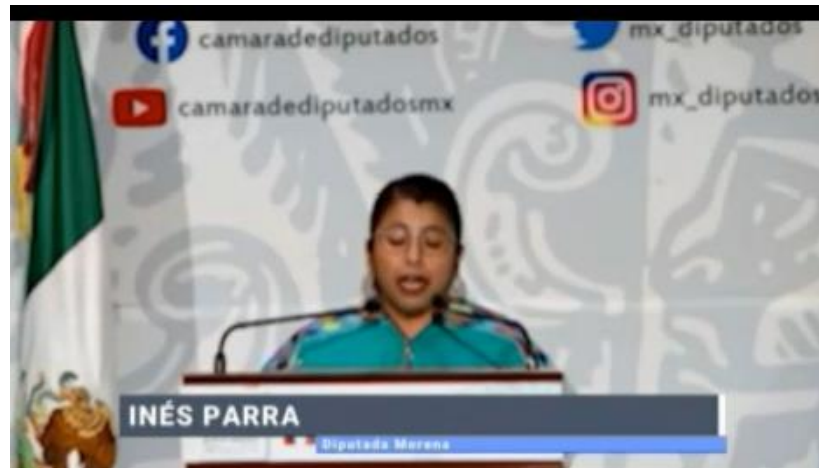 camaradediputados
mx_diputados
camaradediputadosmx
mx_diputados
INÉS PARRA
Diputada Morena